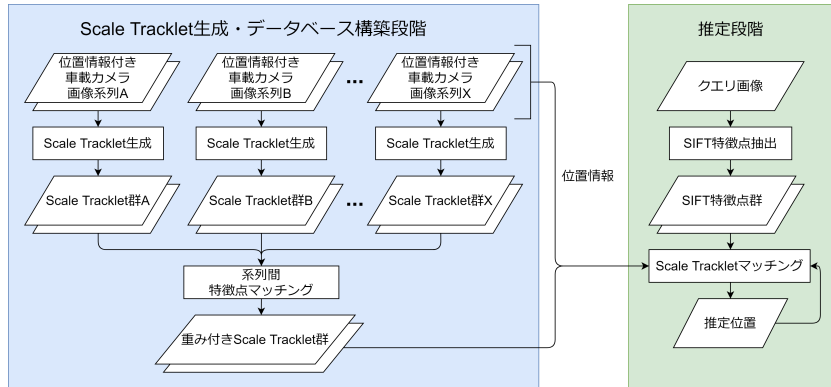 Scale Tracklet生成・データベース構築段階
位置情報付き
車載カメラ
画像系列A
位置情報付き
車載カメラ
画像系列B
...
位置情報付き
車載カメラ
画像系列X
Scale Tracklet生成
Scale Tracklet生成
Scale Tracklet生成
Scale Tracklet群A
Scale Tracklet群B
...
Scale Tracklet群X
系列間
特徴点マッチング
重み付きScale Tracklet群
位置情報
推定段階
クエリ画像
SIFT特徴点抽出
SIFT特徴点群
Scale Trackletマッチング
推定位置